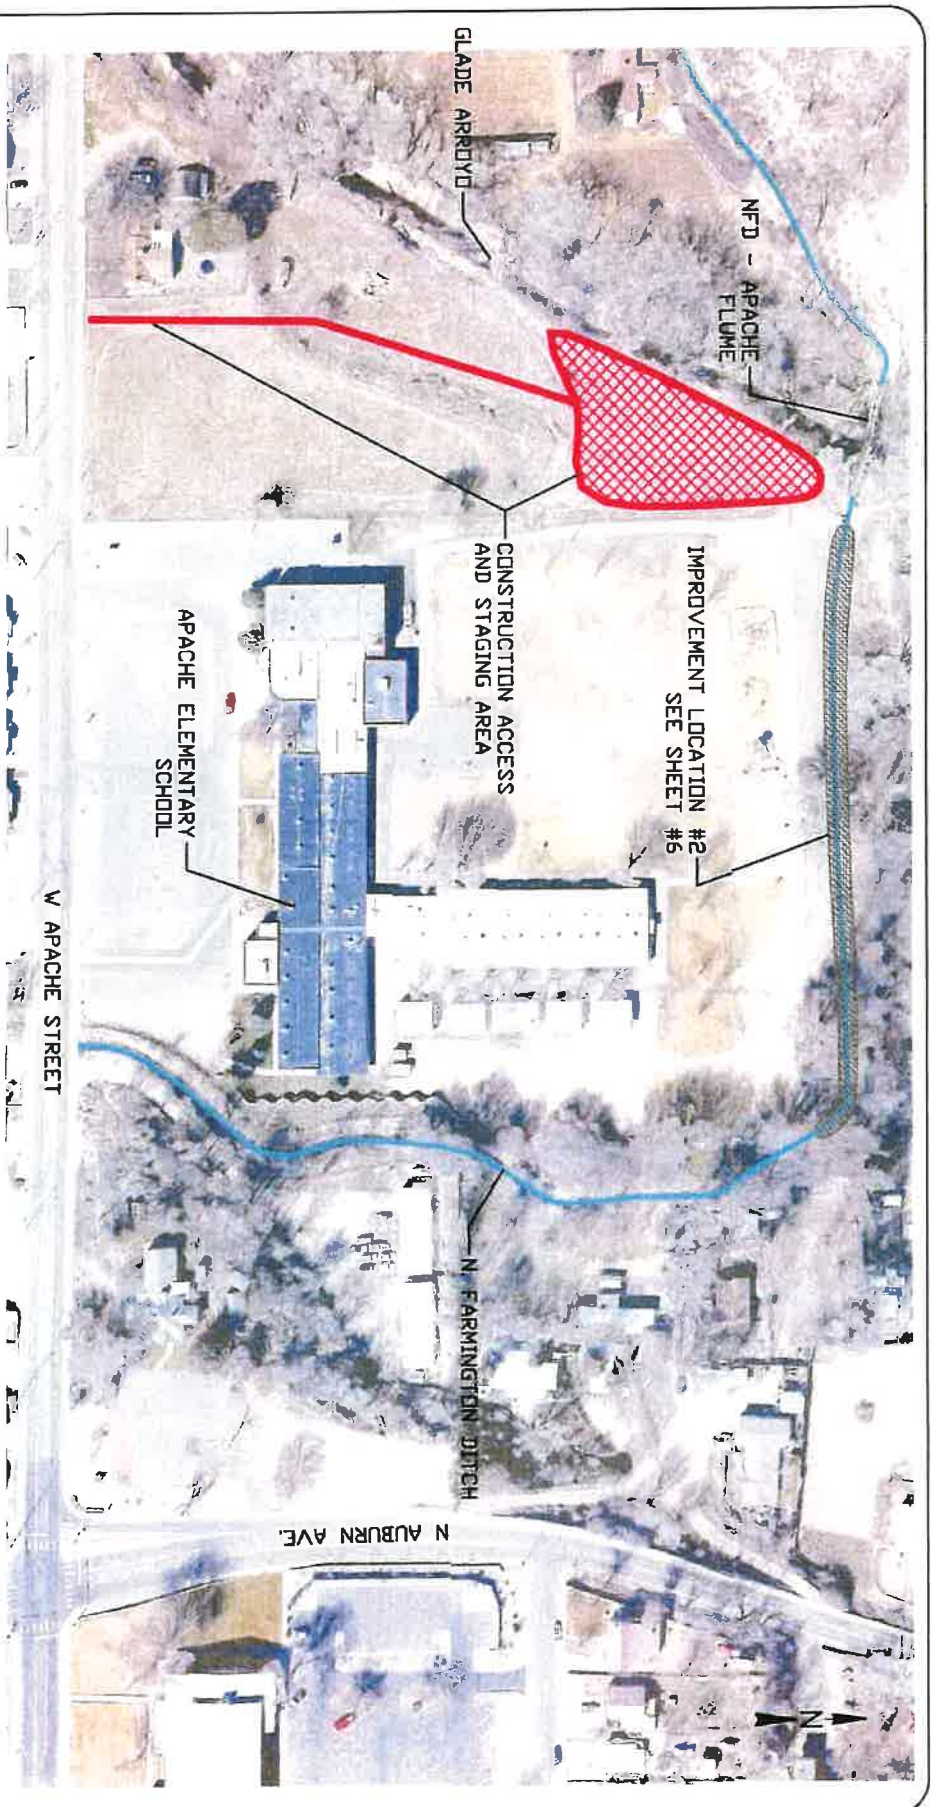 GLADE ARROYO
NFD - APACHE
FLUME
CONSTRUCTION ACCESS
AND STAGING AREA
IMPROVEMENT LOCATION #2
SEE SHEET #6
APACHE ELEMENTARY
SCHOOL
W APACHE STREET
N. FARMINGTON DITCH
N AUBURN AVE.
N